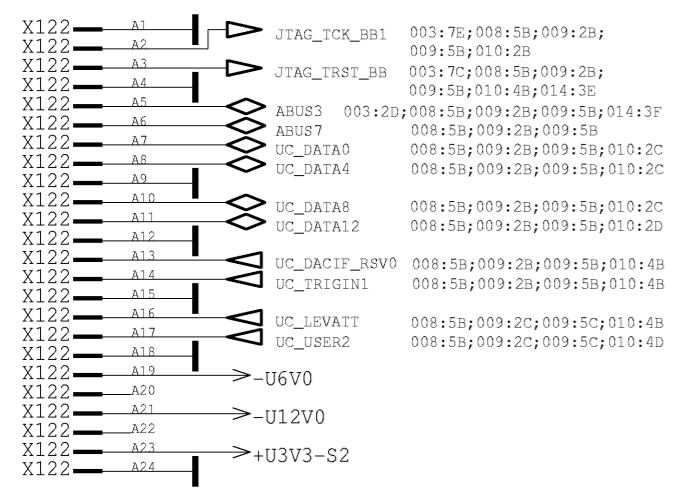 X122 A1
X122 A2 JTAG_TCK_BB1 003:7E;008:5B;009:2B;
009:5B;010:2B
X122 A3 JTAG_TRST_BB 003:7C;008:5B;009:2B;
X122 A4 009:5B;010:4B;014:3E
X122 A5 ABUS3 003:2D;008:5B;009:2B;009:5B;014:3F
X122 A6 ABUS7 008:5B;009:2B;009:5B
X122 A7 UC_DATA0 008:5B;009:2B;009:5B;010:2C
X122 A8 UC_DATA4 008:5B;009:2B;009:5B;010:2C
X122 A9
X122 A10 UC_DATA8 008:5B;009:2B;009:5B;010:2C
X122 A11 UC_DATA12 008:5B;009:2B;009:5B;010:2D
X122 A12
X122 A13 UC_DACIF_RSV0 008:5B;009:2B;009:5B;010:4B
X122 A14 UC_TRIGIN1 008:5B;009:2B;009:5B;010:4B
X122 A15
X122 A16 UC_LEVATT 008:5B;009:2C;009:5C;010:4B
X122 A17 UC_USER2 008:5B;009:2C;009:5C;010:4D
X122 A18
X122 A19 -U6V0
X122 A20
X122 A21 -U12V0
X122 A22
X122 A23 +U3V3-S2
X122 A24